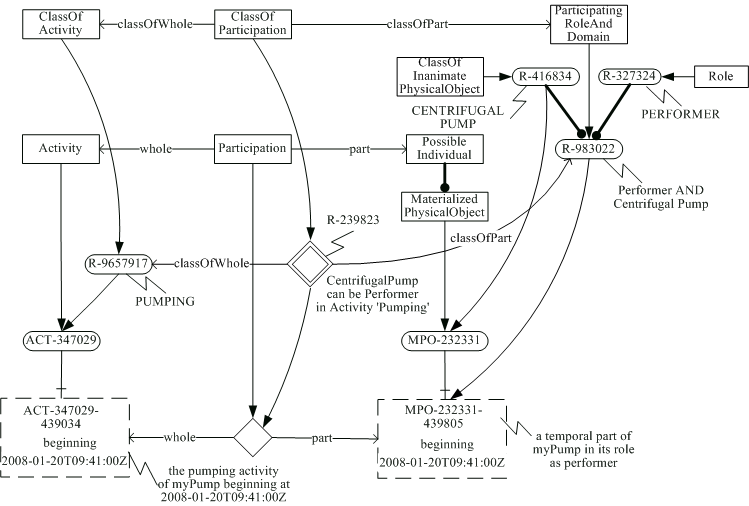 ClassOf
Activity
classOfWhole
ClassOf
Participation
classOfPart
Participating
RoleAnd
Domain
ClassOf
Inanimate
PhysicalObject
R-416834
R-327324
Role
CENTRIFUGAL
PUMP
PERFORMER
Activity
whole
Participation
part
Possible
Individual
R-983022
Performer AND
Centrifugal Pump
Materialized
PhysicalObject
R-239823
classOfPart
R-9657917
classOfWhole
PUMPING
CentrifugalPump
can be Performer
in Activity 'Pumping'
ACT-347029
MPO-232331
ACT-347029-
439034
beginning
2008-01-20T09:41:00Z
whole
part
MPO-232331-
439805
beginning
2008-01-20T09:41:00Z
a temporal part of
myPump in its role
as performer
the pumping activity
of myPump beginning at
2008-01-20T09:41:00Z